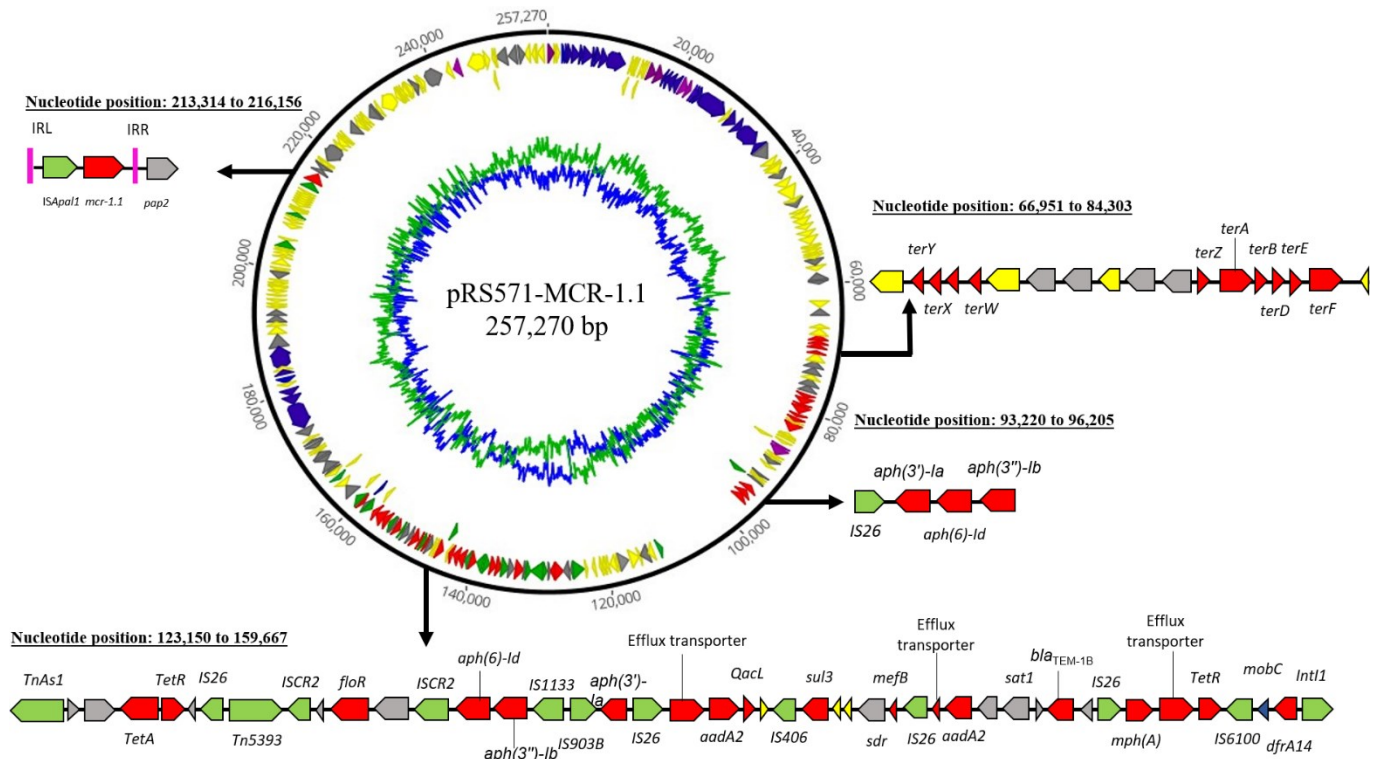 257,270
20,000
40,000
60,000
80,000
100,000
120,000
140,000
160,000
180,000
200,000
220,000
240,000
pRS571-MCR-1.1
257,270 bp
Nucleotide position: 213,314 to 216,156
IRL IRR
ISApal1 mcr-1.1 pap2
Nucleotide position: 66,951 to 84,303
terA
terY terZ terB terE
terX terW terD terF
Nucleotide position: 93,220 to 96,205
aph(3')-Ia aph(3'')-Ib
IS26 aph(6)-Id
Nucleotide position: 123,150 to 159,667
Efflux transporter Efflux transporter Efflux transporter
TnAs1 TetR IS26 ISCR2 floR ISCR2 aph(6)-Id IS1133 aph(3')-Ia QacL sul3 mefB sat1 blaTEM-1B IS26 TetR mobC IntI1
TetA Tn5393 aph(3'')-Ib IS903B IS26 aadA2 IS406 sdr IS26 aadA2 mph(A) IS6100 dfrA14